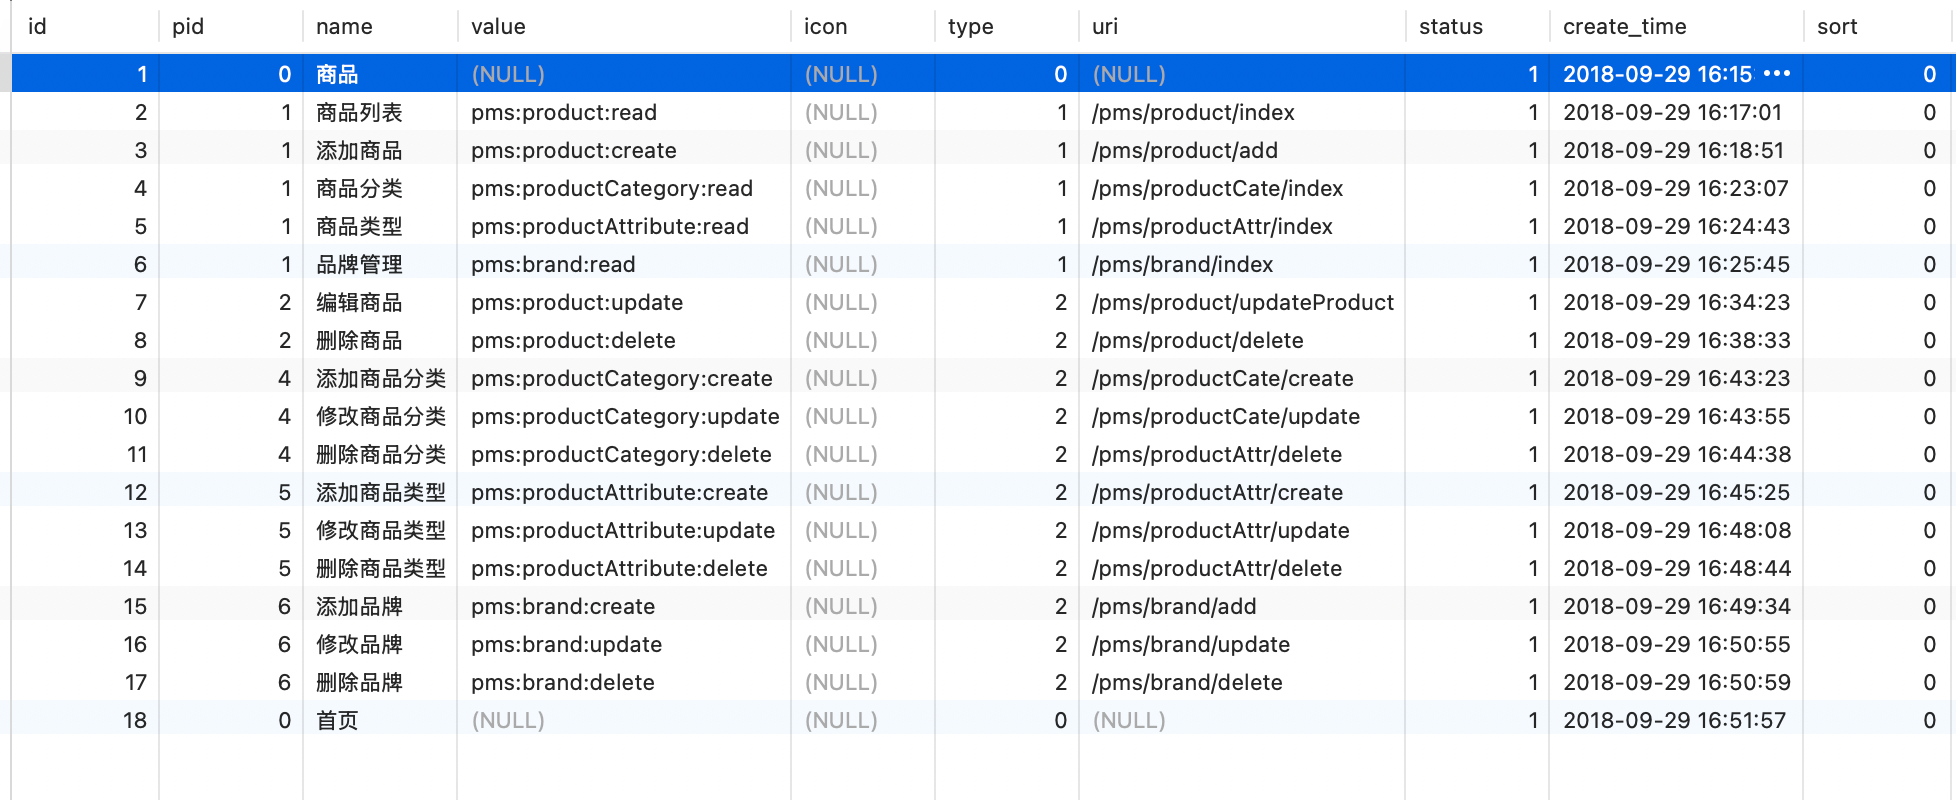 id pid name value icon type uri status create_time sort
1 0 商品 (NULL) (NULL) 0 (NULL) 1 2018-09-29 16:15 ••• 0
2 1 商品列表 pms:product:read (NULL) 1 /pms/product/index 1 2018-09-29 16:17:01 0
3 1 添加商品 pms:product:create (NULL) 1 /pms/product/add 1 2018-09-29 16:18:51 0
4 1 商品分类 pms:productCategory:read (NULL) 1 /pms/productCate/index 1 2018-09-29 16:23:07 0
5 1 商品类型 pms:productAttribute:read (NULL) 1 /pms/productAttr/index 1 2018-09-29 16:24:43 0
6 1 品牌管理 pms:brand:read (NULL) 1 /pms/brand/index 1 2018-09-29 16:25:45 0
7 2 编辑商品 pms:product:update (NULL) 2 /pms/product/updateProduct 1 2018-09-29 16:34:23 0
8 2 删除商品 pms:product:delete (NULL) 2 /pms/product/delete 1 2018-09-29 16:38:33 0
9 4 添加商品分类 pms:productCategory:create (NULL) 2 /pms/productCate/create 1 2018-09-29 16:43:23 0
10 4 修改商品分类 pms:productCategory:update (NULL) 2 /pms/productCate/update 1 2018-09-29 16:43:55 0
11 4 删除商品分类 pms:productCategory:delete (NULL) 2 /pms/productAttr/delete 1 2018-09-29 16:44:38 0
12 5 添加商品类型 pms:productAttribute:create (NULL) 2 /pms/productAttr/create 1 2018-09-29 16:45:25 0
13 5 修改商品类型 pms:productAttribute:update (NULL) 2 /pms/productAttr/update 1 2018-09-29 16:48:08 0
14 5 删除商品类型 pms:productAttribute:delete (NULL) 2 /pms/productAttr/delete 1 2018-09-29 16:48:44 0
15 6 添加品牌 pms:brand:create (NULL) 2 /pms/brand/add 1 2018-09-29 16:49:34 0
16 6 修改品牌 pms:brand:update (NULL) 2 /pms/brand/update 1 2018-09-29 16:50:55 0
17 6 删除品牌 pms:brand:delete (NULL) 2 /pms/brand/delete 1 2018-09-29 16:50:59 0
18 0 首页 (NULL) (NULL) 0 (NULL) 1 2018-09-29 16:51:57 0